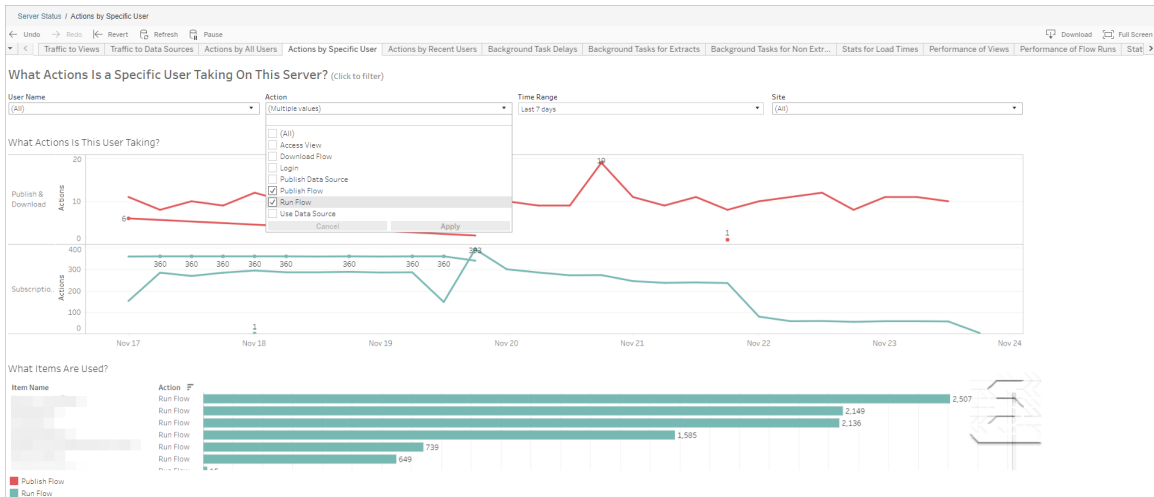 Server Status / Actions by Specific User
← Undo → Redo Revert Refresh Pause Download Full Screen
Traffic to Views Traffic to Data Sources Actions by All Users Actions by Specific User Actions by Recent Users Background Task Delays Background Tasks for Extracts Background Tasks for Non Extr... Stats for Load Times Performance of Views Performance of Flow Runs Stat
What Actions Is a Specific User Taking On This Server? (Click to filter)
User Name Action Time Range Site
(All) (Multiple values) Last 7 days (All)
(All)
Access View
Download Flow
Login
Publish Data Source
Publish Flow
Run Flow
Use Data Source
Cancel Apply
What Actions Is This User Taking?
Publish & Download
Actions
20
10
0
6
19
1
Subscriptio..
Actions
400
300
200
100
0
360 360 360 360 360 360 360 360 393
1
Nov 17 Nov 18 Nov 19 Nov 20 Nov 21 Nov 22 Nov 23 Nov 24
What Items Are Used?
Item Name Action
Run Flow 2,507
Run Flow 2,149
Run Flow 2,136
Run Flow 1,585
Run Flow 739
Run Flow 649
Publish Flow
Run Flow